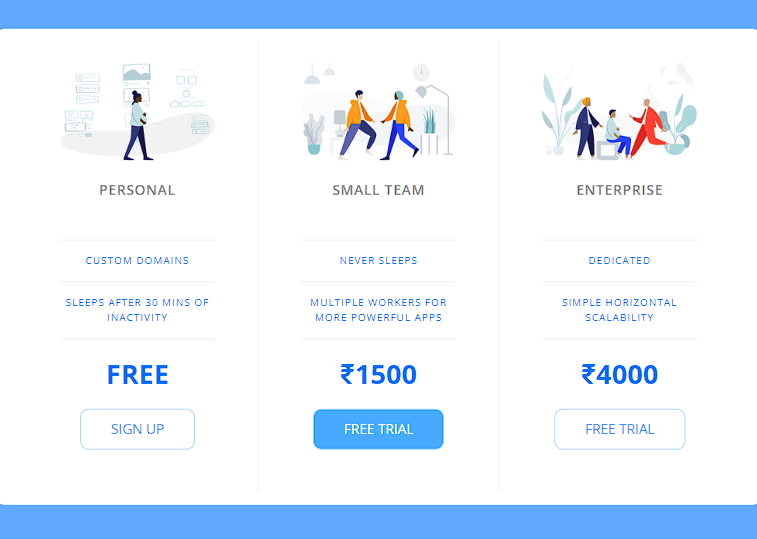 PERSONAL
CUSTOM DOMAINS
SLEEPS AFTER 30 MINS OF
INACTIVITY
FREE
SIGN UP
SMALL TEAM
NEVER SLEEPS
MULTIPLE WORKERS FOR
MORE POWERFUL APPS
₹1500
FREE TRIAL
ENTERPRISE
DEDICATED
SIMPLE HORIZONTAL
SCALABILITY
₹4000
FREE TRIAL